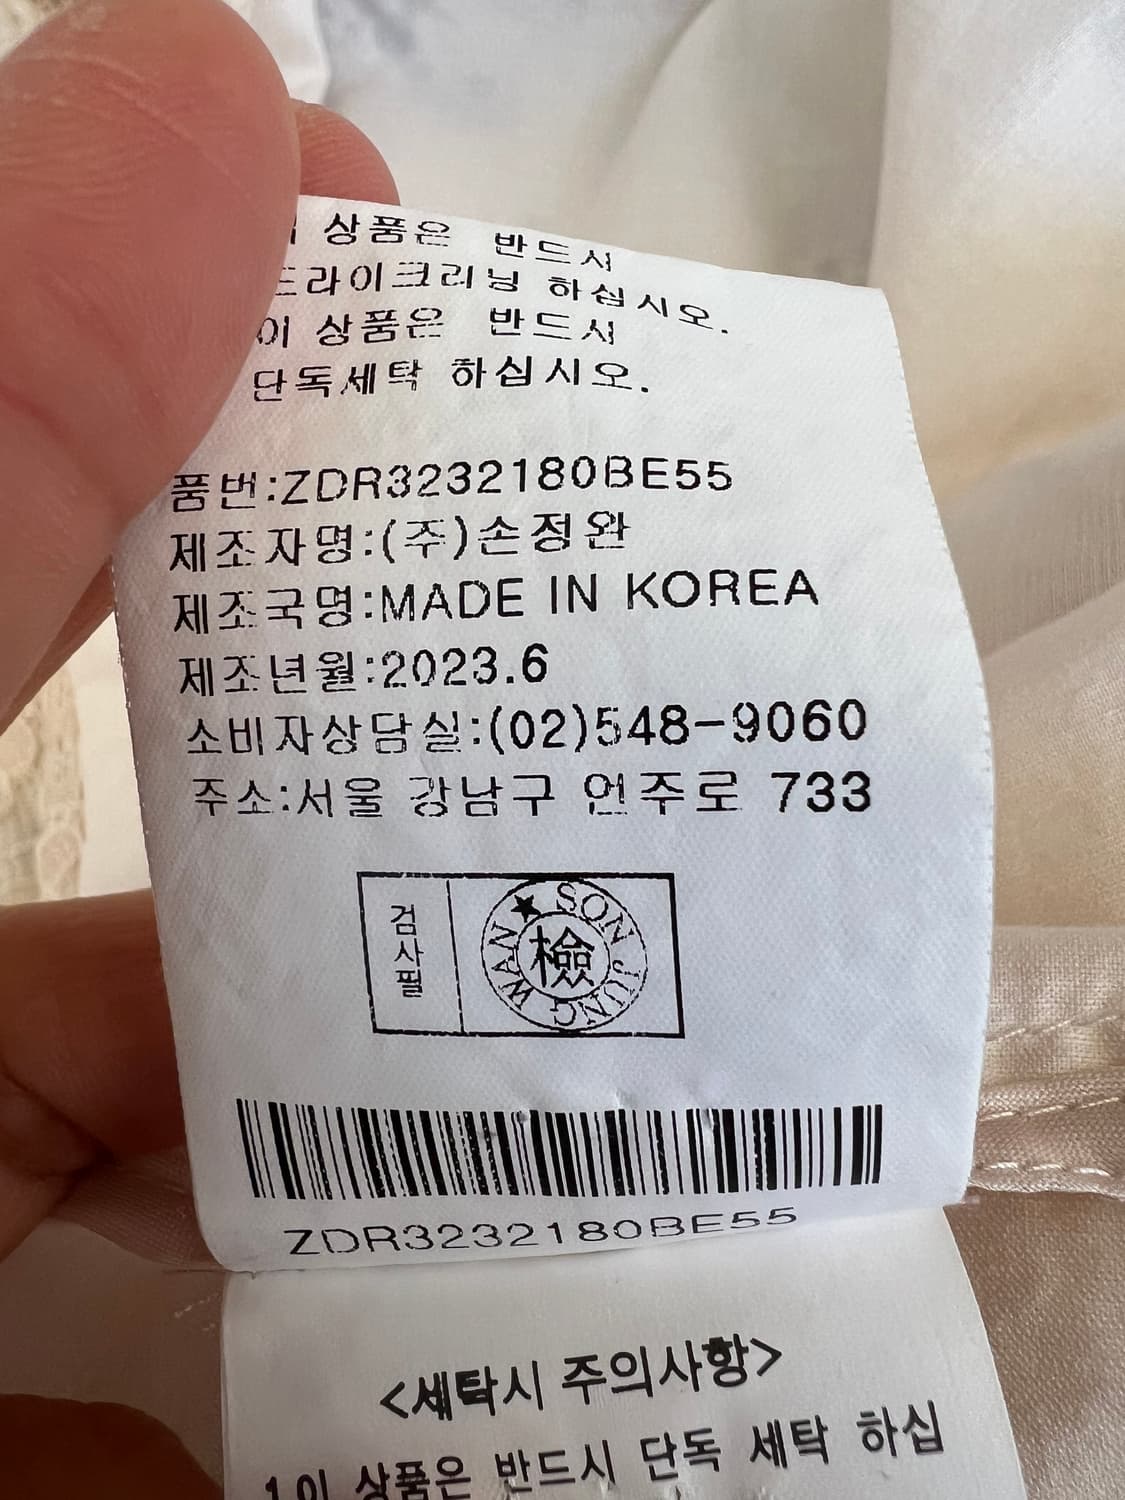 이 상품은 반드시
드라이크리닝 하십시오.
이 상품은 반드시
단독세탁 하십시오.
품번:ZDR3232180BE55
제조자명:(주)손정완
제조국명:MADE IN KOREA
제조년월:2023.6
소비자상담실:(02)548-9060
주소:서울 강남구 언주로 733
검사필
★ SON JUNG WAN
檢
ZDR3232180BE55
<세탁시 주의사항>
1이 상품은 반드시 단독 세탁 하십